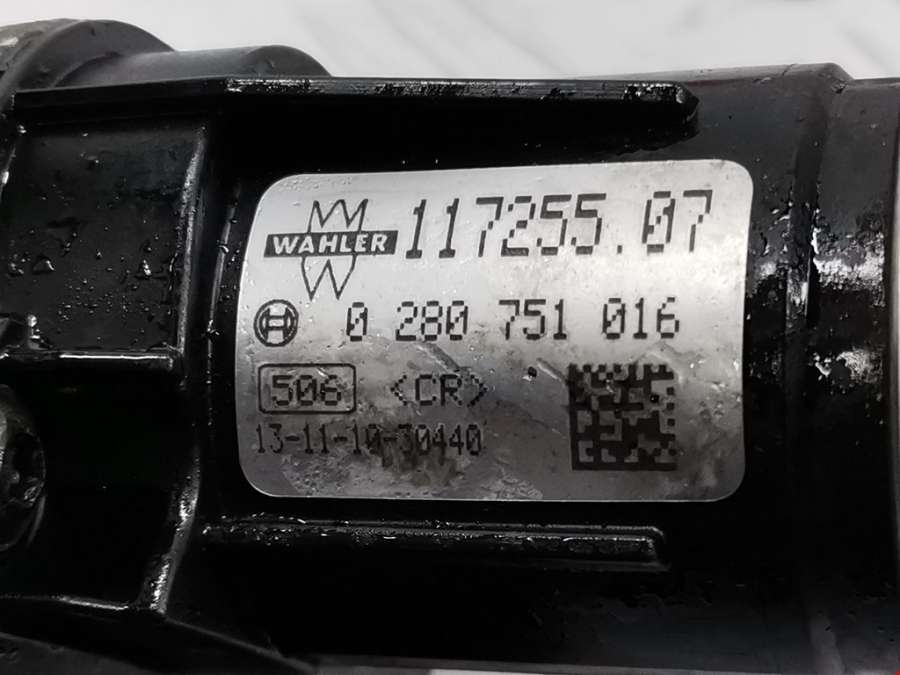 WAHLER 117255.07
0 280 751 016
506 <CR>
13-11-10-30440